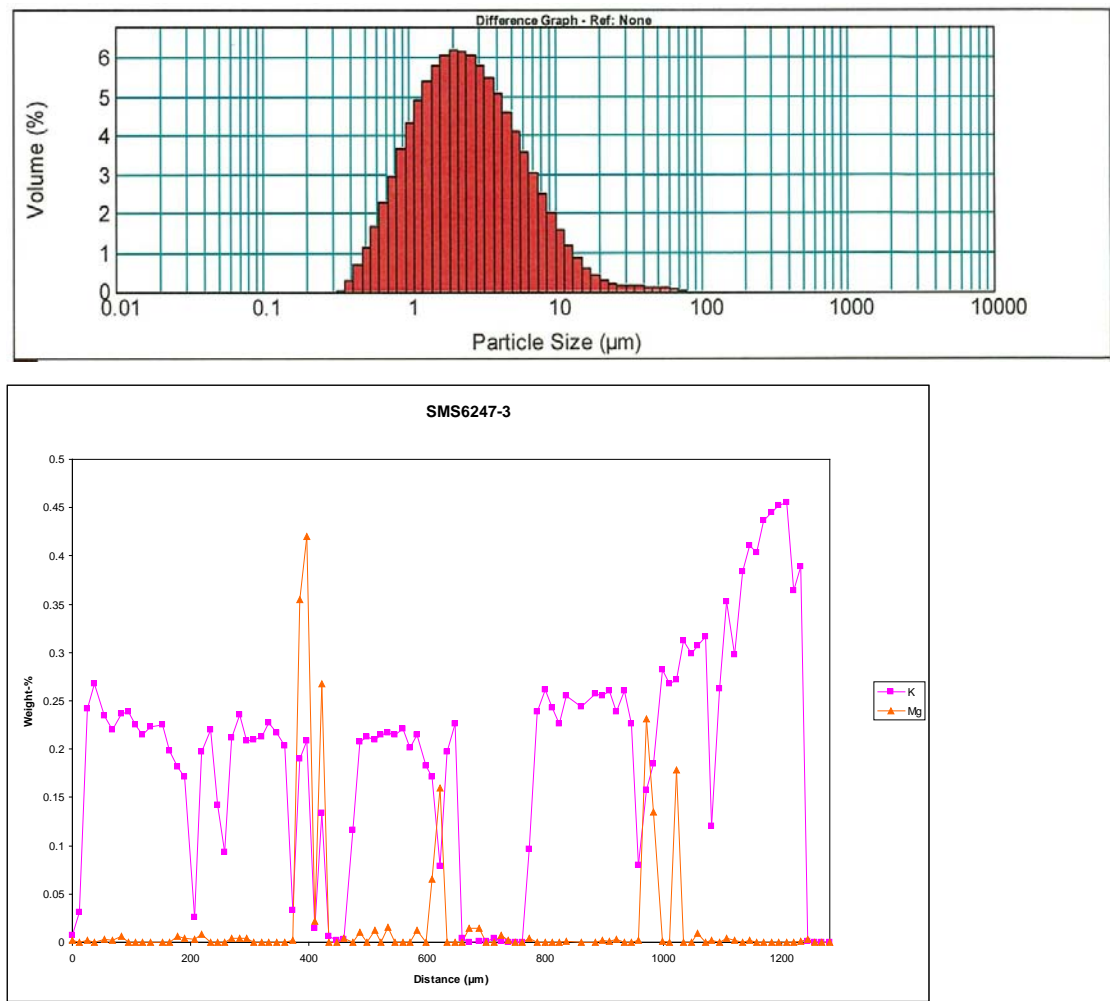 Difference Graph - Ref: None
Volume (%)
6
5
4
3
2
1
0
0.01 0.1 1 10 100 1000 10000
Particle Size (µm)
SMS6247-3
Weight-%
0.5
0.45
0.4
0.35
0.3
0.25
0.2
0.15
0.1
0.05
0
0 200 400 600 800 1000 1200
Distance (µm)
K
Mg